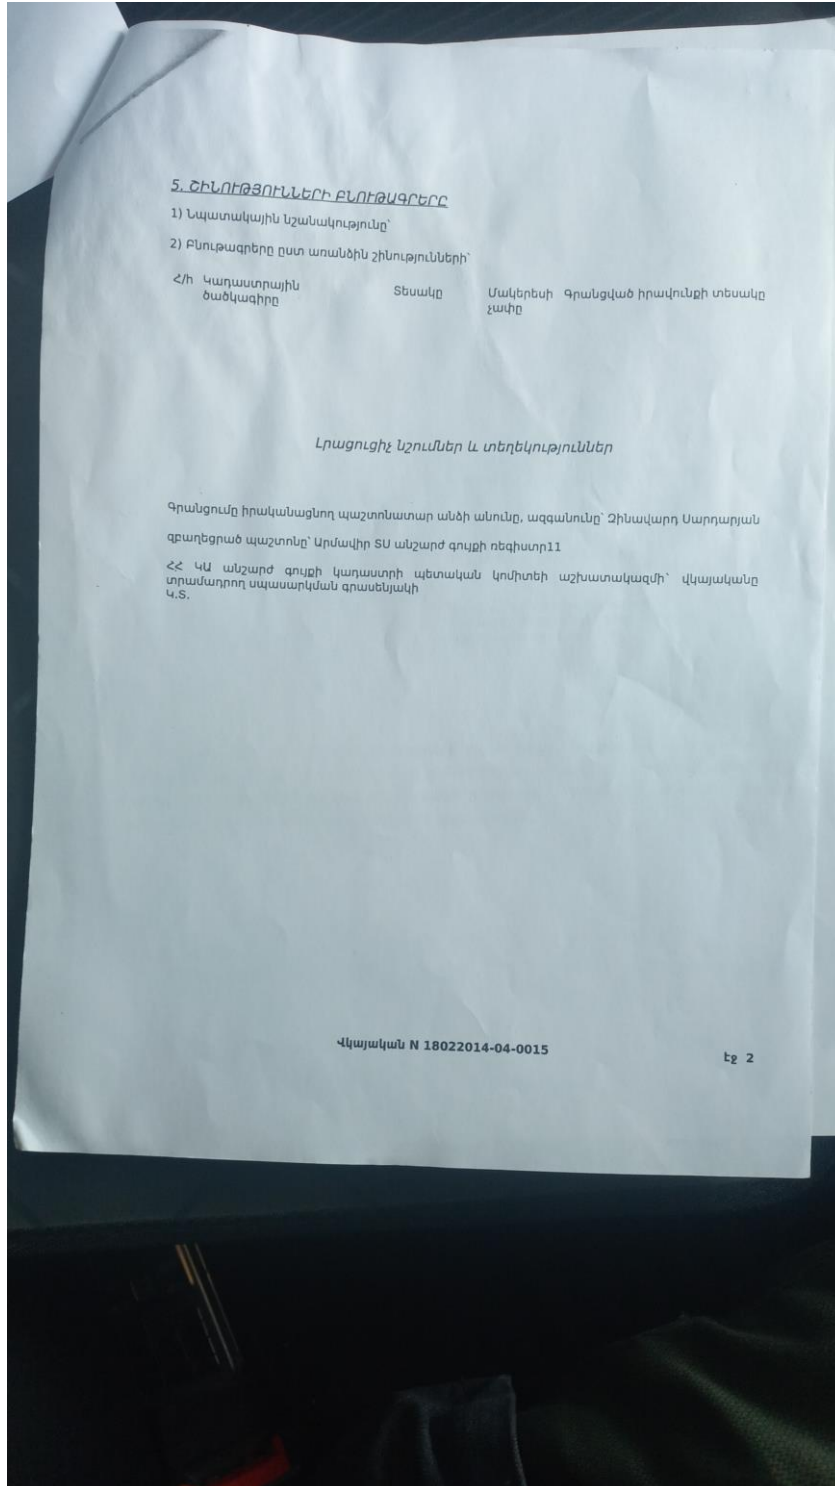 5. ՇԻՆՈՒԹՅՈՒՆՆԵՐԻ ԲՆՈՒԹԱԳՐԵՐԸ
1) Նպատակային նշանակությունը՝
2) Բնութագրերը ըստ առանձին շինությունների՝
Հ/հ Կադաստրային ծածկագիրը Տեսակը Մակերեսի չափը Գրանցված իրավունքի տեսակը
Լրացուցիչ նշումներ և տեղեկություններ
Գրանցումը իրականացնող պաշտոնատար անձի անունը, ազգանունը՝ Զինավարդ Սարդարյան
զբաղեցրած պաշտոնը՝ Արմավիր ՏՍ անշարժ գույքի ռեգիստր11
ՀՀ ԿԱ անշարժ գույքի կադաստրի պետական կոմիտեի աշխատակազմի՝ վկայականը
տրամադրող սպասարկման գրասենյակի
Կ.Տ.
Վկայական N 18022014-04-0015
էջ 2